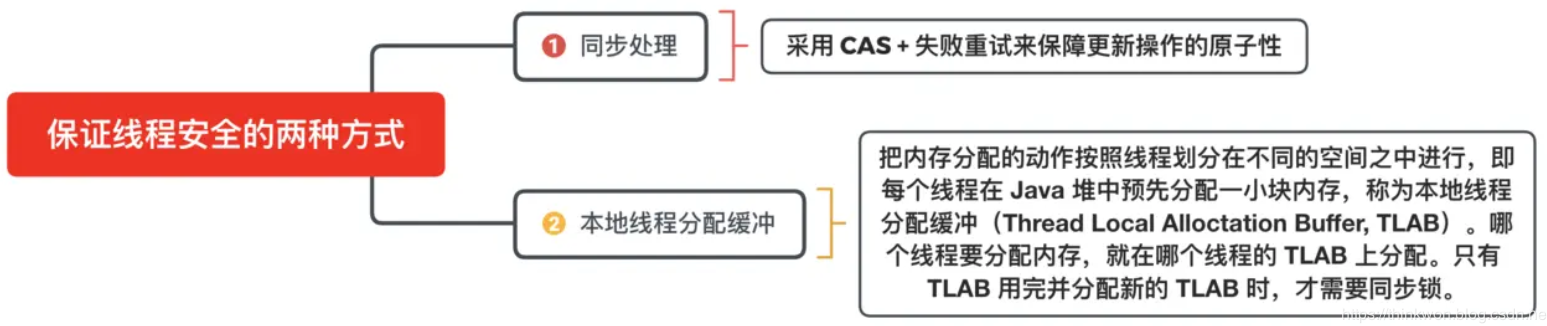 保证线程安全的两种方式
1 同步处理
采用 CAS + 失败重试来保障更新操作的原子性
2 本地线程分配缓冲
把内存分配的动作按照线程划分在不同的空间之中进行，即
每个线程在 Java 堆中预先分配一小块内存，称为本地线程
分配缓冲（Thread Local Alloctation Buffer, TLAB）。哪
个线程要分配内存，就在哪个线程的 TLAB 上分配。只有
TLAB 用完并分配新的 TLAB 时，才需要同步锁。
https://thinkwon.blog.csdn.ne